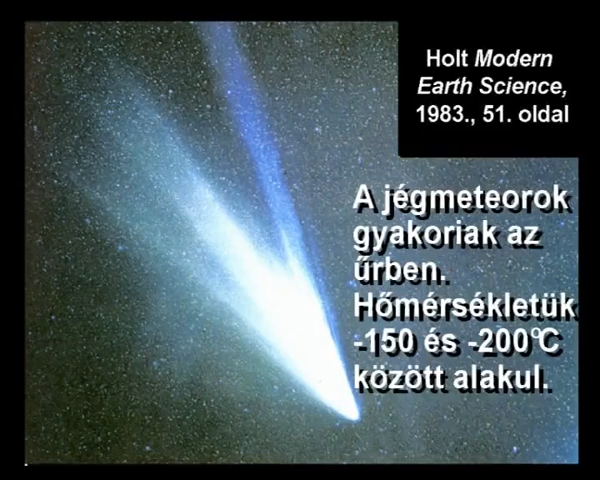 Holt Modern
Earth Science,
1983., 51. oldal
A jégmeteorok
gyakoriak az
űrben.
Hőmérsékletük
-150 és -200°C
között alakul.